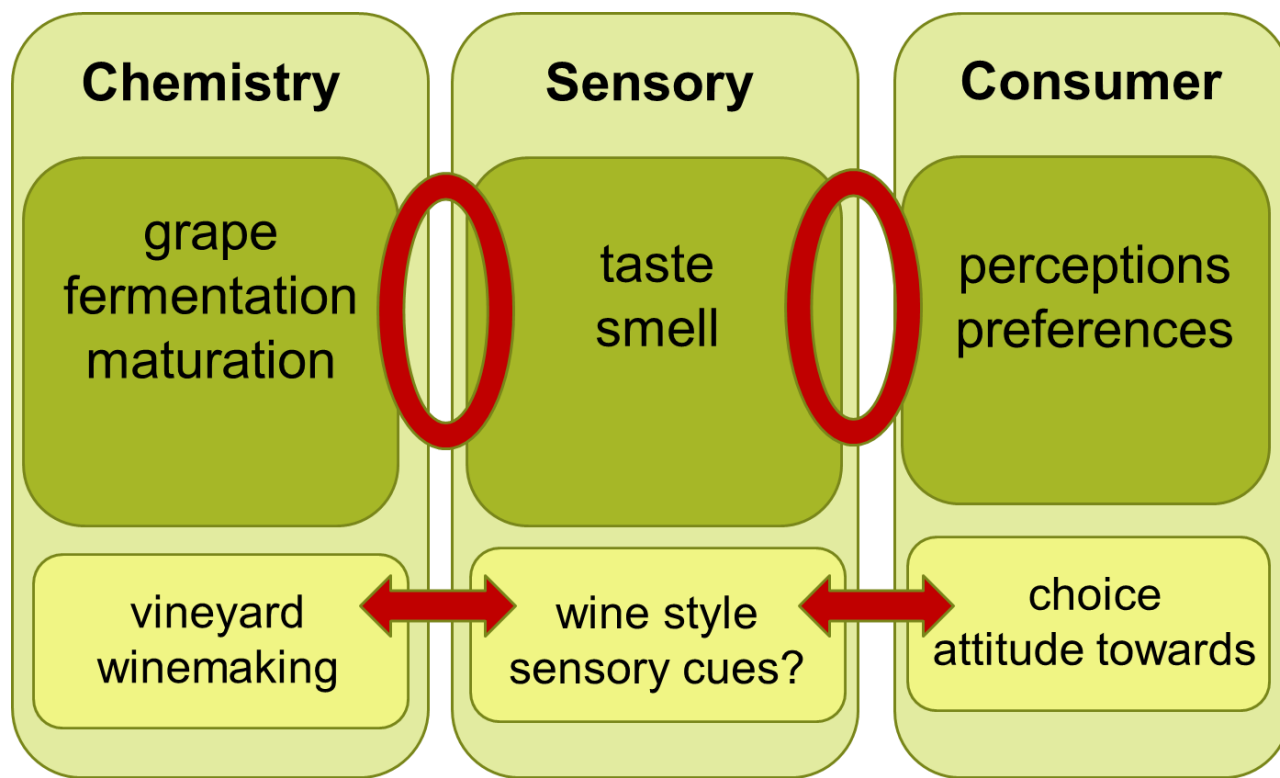 Chemistry
grape
fermentation
maturation
vineyard
winemaking
Sensory
taste
smell
wine style
sensory cues?
Consumer
perceptions
preferences
choice
attitude towards